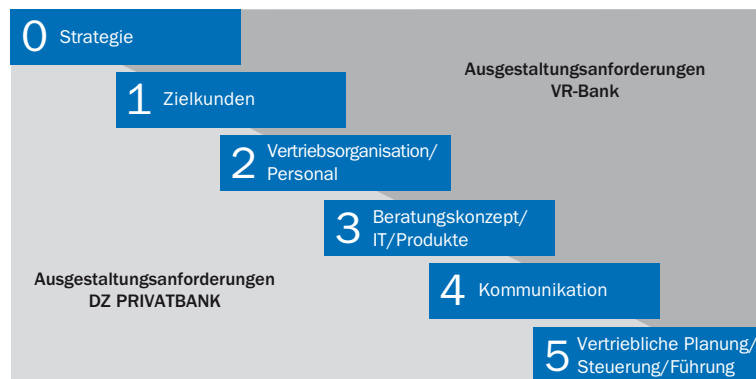 0 Strategie
Ausgestaltungsanforderungen
VR-Bank
1 Zielkunden
2 Vertriebsorganisation/
Personal
3 Beratungskonzept/
IT/Produkte
Ausgestaltungsanforderungen
DZ PRIVATBANK
4 Kommunikation
5 Vertriebliche Planung/
Steuerung/Führung